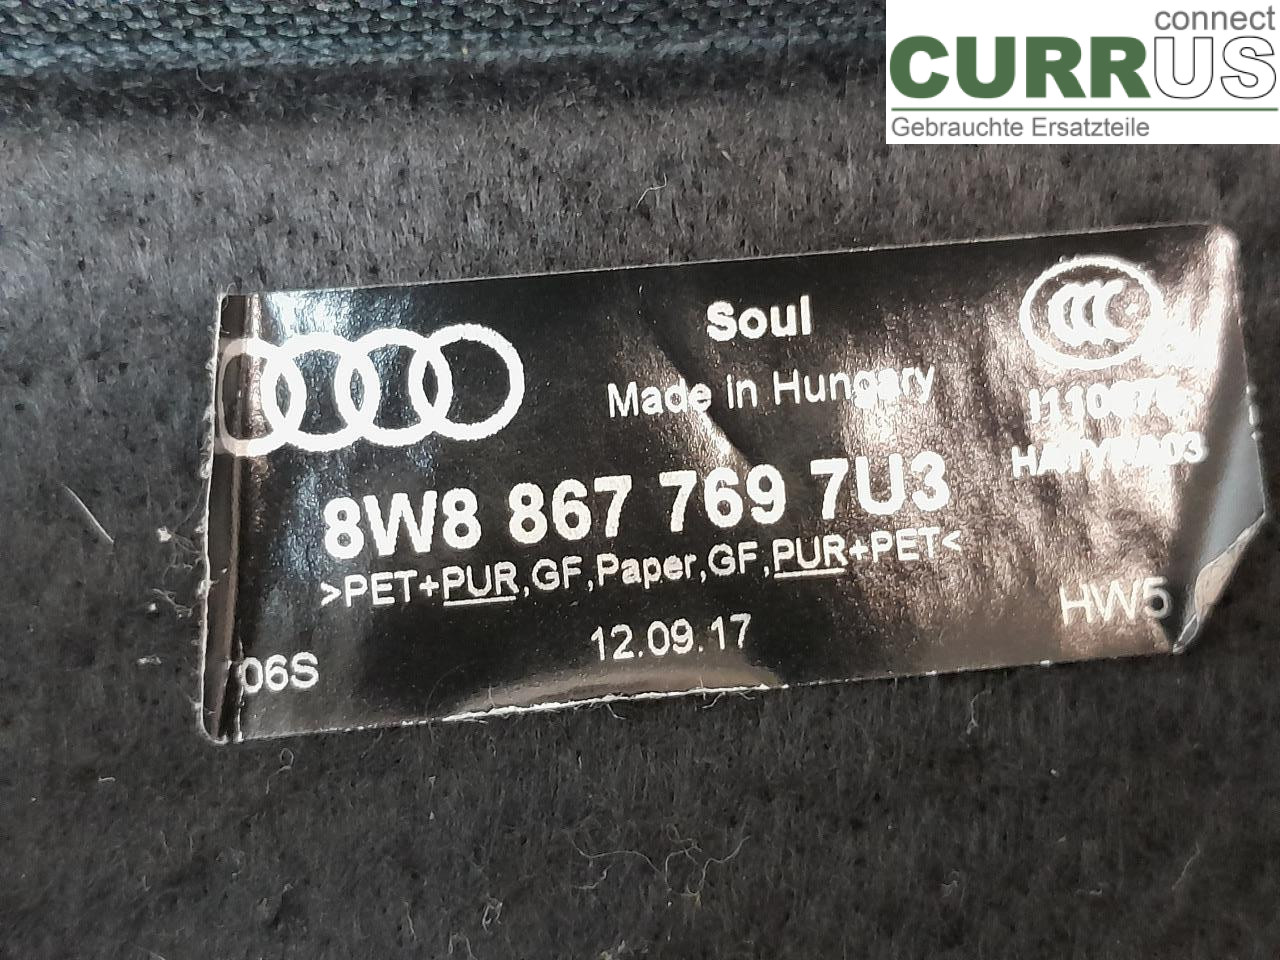 connect
CURRUS
Gebrauchte Ersatzteile
Soul
CCC
Made in Hungary
8W8 867 769 7U3
>PET+PUR,GF,Paper,GF,PUR+PET<
HW5
12.09.17
06S